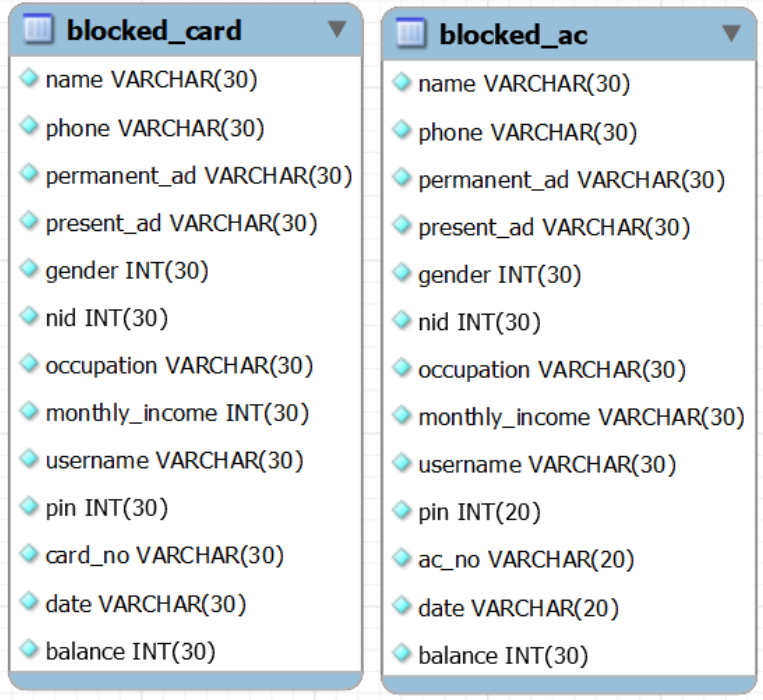 blocked_card
name VARCHAR(30)
phone VARCHAR(30)
permanent_ad VARCHAR(30)
present_ad VARCHAR(30)
gender INT(30)
nid INT(30)
occupation VARCHAR(30)
monthly_income INT(30)
username VARCHAR(30)
pin INT(30)
card_no VARCHAR(30)
date VARCHAR(30)
balance INT(30)
blocked_ac
name VARCHAR(30)
phone VARCHAR(30)
permanent_ad VARCHAR(30)
present_ad VARCHAR(30)
gender INT(30)
nid INT(30)
occupation VARCHAR(30)
monthly_income VARCHAR(30)
username VARCHAR(30)
pin INT(20)
ac_no VARCHAR(20)
date VARCHAR(20)
balance INT(30)